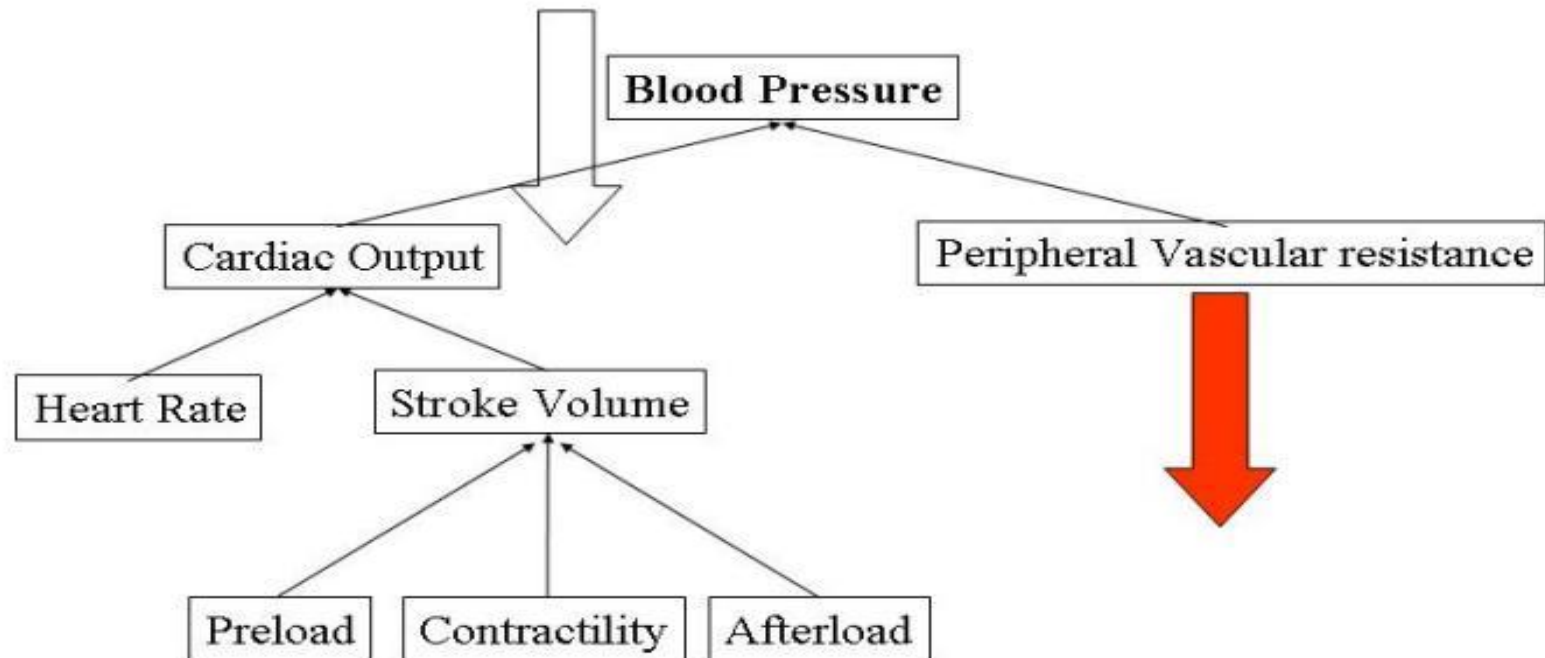 Blood Pressure
Cardiac Output
Peripheral Vascular resistance
Heart Rate
Stroke Volume
Preload
Contractility
Afterload